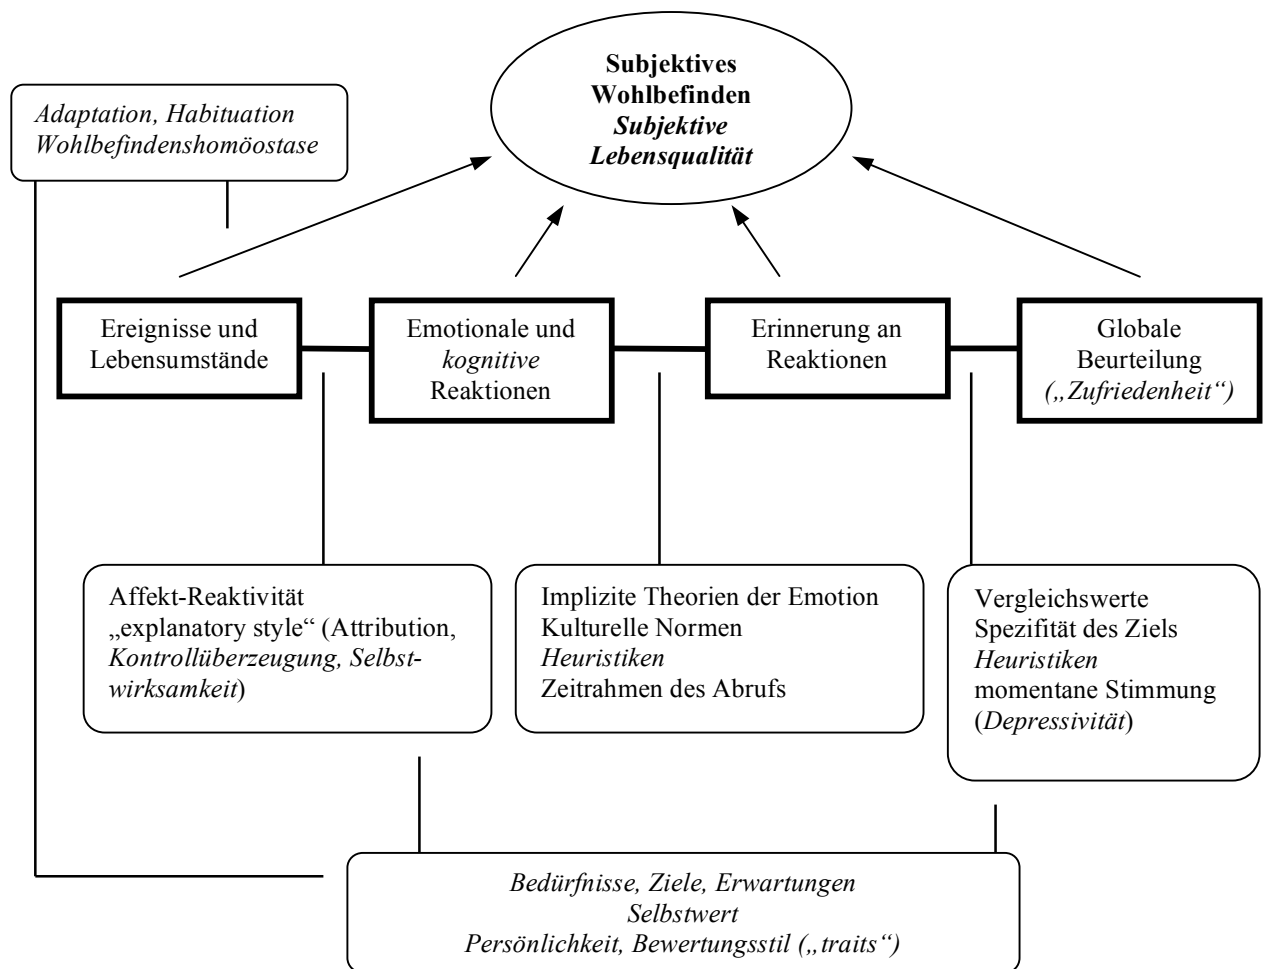 Subjektives
Wohlbefinden
Subjektive
Lebensqualität
Adaptation, Habituation
Wohlbefindenshomöostase
Ereignisse und
Lebensumstände
Emotionale und
kognitive
Reaktionen
Erinnerung an
Reaktionen
Globale
Beurteilung
(„Zufriedenheit“)
Affekt-Reaktivität
„explanatory style“ (Attribution,
Kontrollüberzeugung, Selbst-
wirksamkeit)
Implizite Theorien der Emotion
Kulturelle Normen
Heuristiken
Zeitrahmen des Abrufs
Vergleichswerte
Spezifität des Ziels
Heuristiken
momentane Stimmung
(Depressivität)
Bedürfnisse, Ziele, Erwartungen
Selbstwert
Persönlichkeit, Bewertungsstil („traits“)